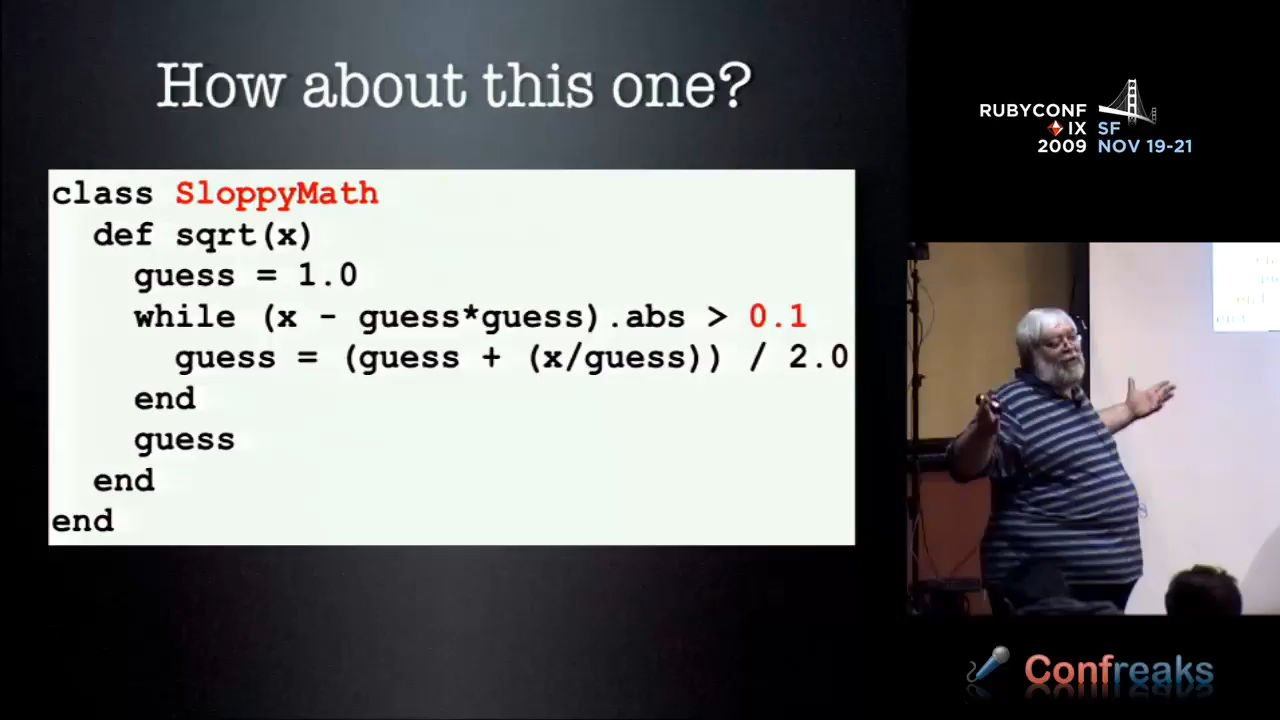 How about this one?
class SloppyMath
  def sqrt(x)
    guess = 1.0
    while (x - guess*guess).abs > 0.1
      guess = (guess + (x/guess)) / 2.0
    end
    guess
  end
end
RUBYCONF
IX SF
2009 NOV 19-21
Confreaks